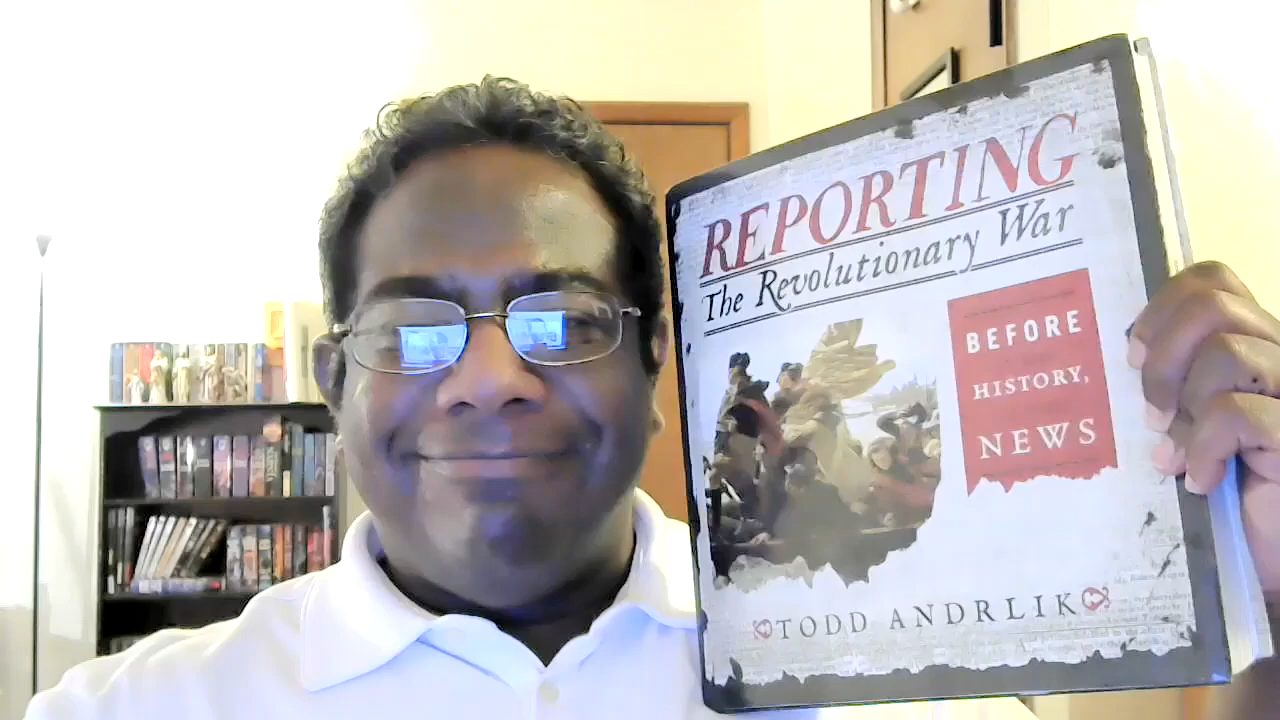 REPORTING
The Revolutionary War
BEFORE
HISTORY,
NEWS
TODD ANDRLIK